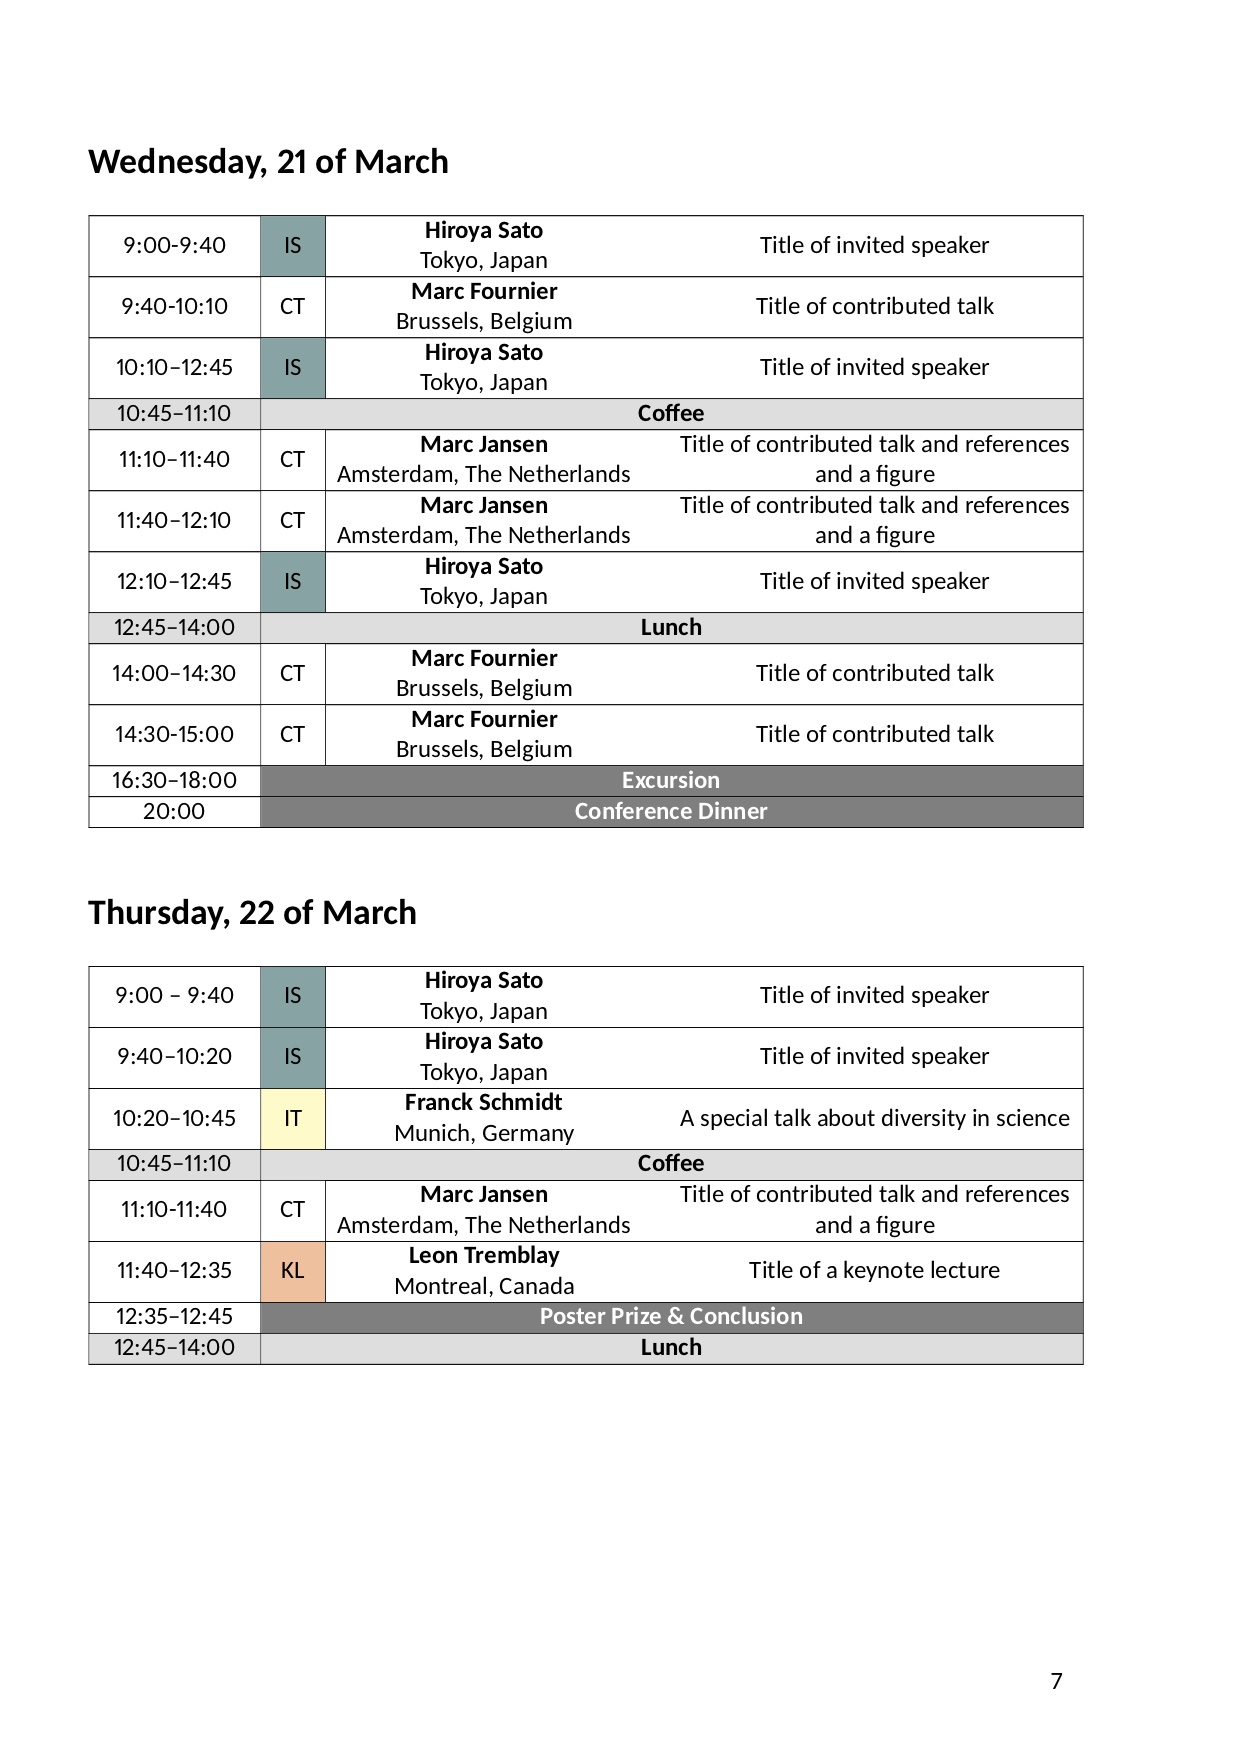 Wednesday, 21 of March
9:00-9:40 IS Hiroya Sato Tokyo, Japan Title of invited speaker
9:40-10:10 CT Marc Fournier Brussels, Belgium Title of contributed talk
10:10–12:45 IS Hiroya Sato Tokyo, Japan Title of invited speaker
10:45–11:10 Coffee
11:10–11:40 CT Marc Jansen Amsterdam, The Netherlands Title of contributed talk and references and a figure
11:40–12:10 CT Marc Jansen Amsterdam, The Netherlands Title of contributed talk and references and a figure
12:10–12:45 IS Hiroya Sato Tokyo, Japan Title of invited speaker
12:45–14:00 Lunch
14:00–14:30 CT Marc Fournier Brussels, Belgium Title of contributed talk
14:30-15:00 CT Marc Fournier Brussels, Belgium Title of contributed talk
16:30–18:00 Excursion
20:00 Conference Dinner
Thursday, 22 of March
9:00 – 9:40 IS Hiroya Sato Tokyo, Japan Title of invited speaker
9:40–10:20 IS Hiroya Sato Tokyo, Japan Title of invited speaker
10:20–10:45 IT Franck Schmidt Munich, Germany A special talk about diversity in science
10:45–11:10 Coffee
11:10-11:40 CT Marc Jansen Amsterdam, The Netherlands Title of contributed talk and references and a figure
11:40–12:35 KL Leon Tremblay Montreal, Canada Title of a keynote lecture
12:35–12:45 Poster Prize & Conclusion
12:45–14:00 Lunch
7